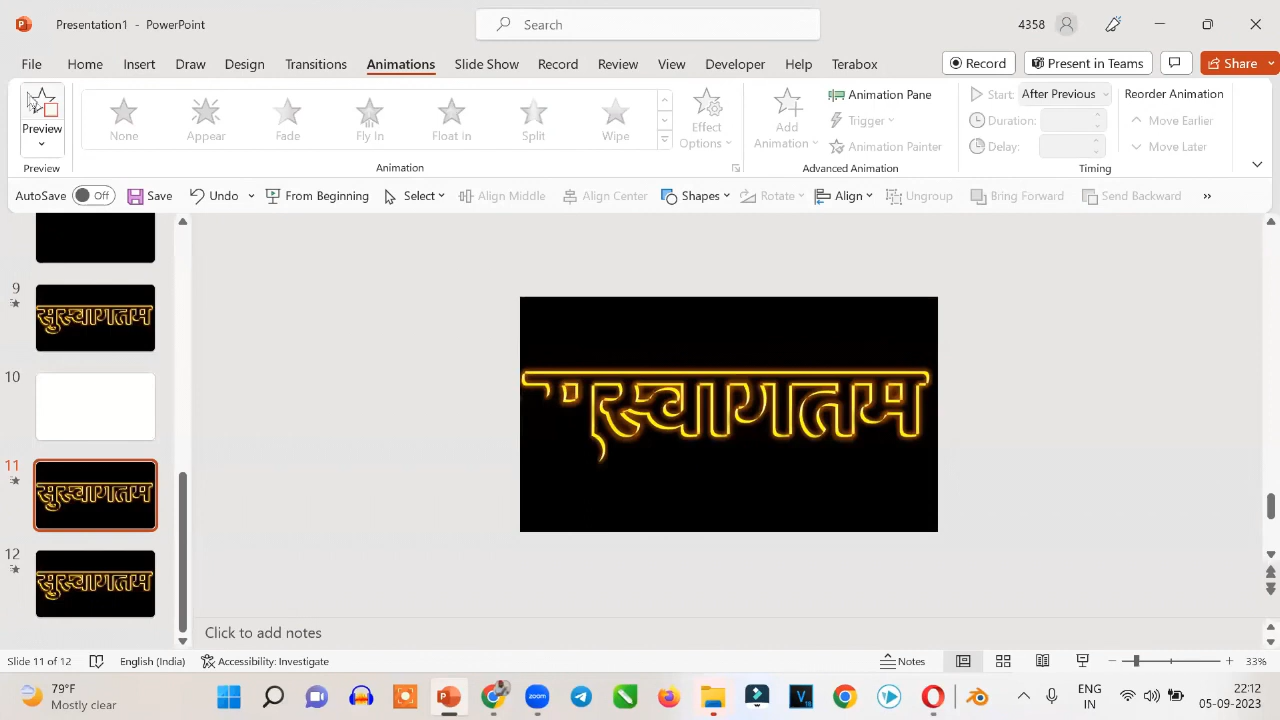 Presentation1 - PowerPoint
Search
4358
File Home Insert Draw Design Transitions Animations Slide Show Record Review View Developer Help Terabox
Record Present in Teams Share
Preview
None Appear Fade Fly In Float In Split Wipe
Effect Options
Add Animation
Animation Pane
Trigger
Animation Painter
Start: After Previous
Duration:
Delay:
Reorder Animation
Move Earlier
Move Later
Preview Animation Advanced Animation Timing
AutoSave Off Save Undo From Beginning Select Align Middle Align Center Shapes Rotate Align Ungroup Bring Forward Send Backward
9
सुस्वागतम
10
11
सुस्वागतम
12
सुस्वागतम
स्वागतम
Click to add notes
Slide 11 of 12 English (India) Accessibility: Investigate Notes 33%
79°F
Mostly clear
zoom
ENG
IN
22:12
05-09-2023